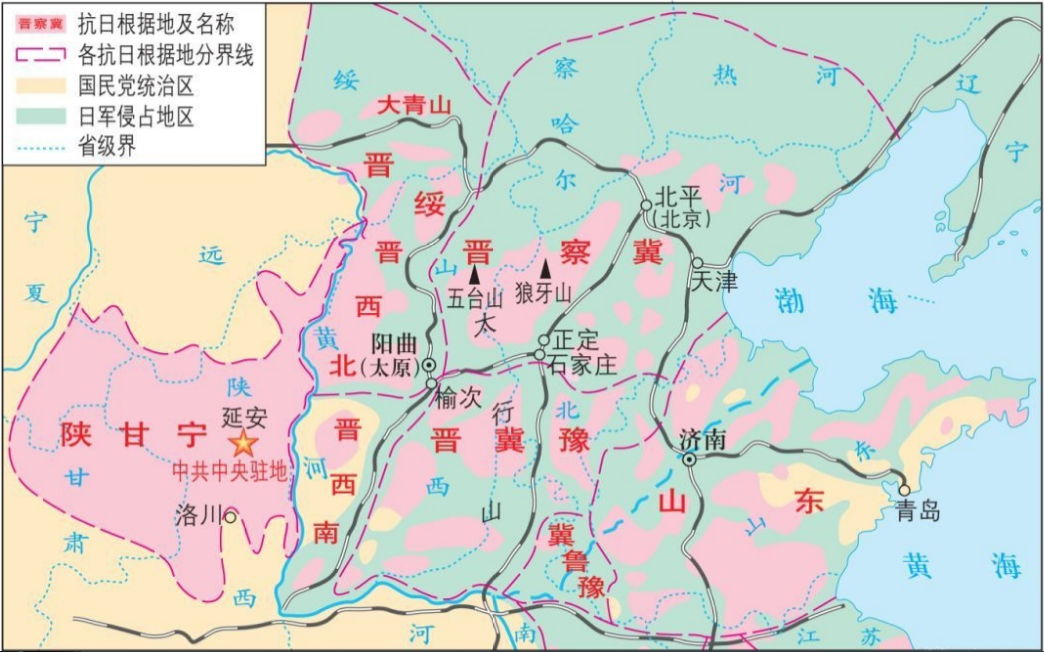 晋察冀 抗日根据地及名称
各抗日根据地分界线
国民党统治区
日军侵占地区
省级界
绥
察
哈
尔
热 河
辽
宁
大青山
晋
绥
河
北平
(北京)
宁
夏
远
晋
西
北
山
晋 察 冀
五台山
狼牙山
天津
渤 海
太
黄
阳曲
(太原)
正定
石家庄
榆次
陕
延安
陕 甘 宁
中共中央驻地
甘
洛川
肃
西
河
晋
西
南
行
北
晋 冀 豫
西
山
济南
东
山 东
山
青岛
冀
鲁
豫
黄 海
河 南
江 苏